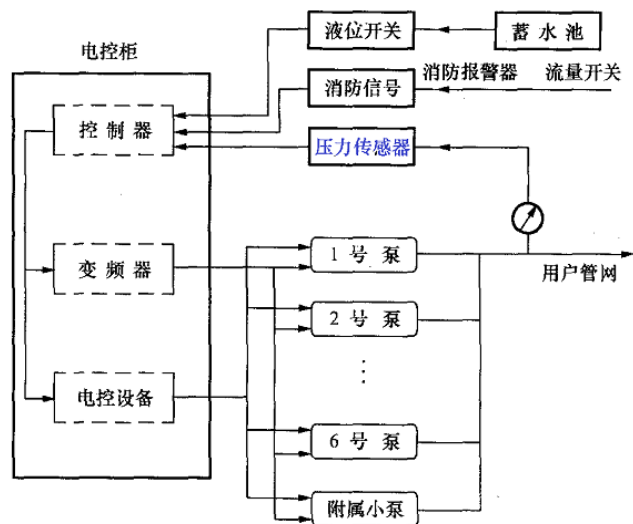 液位开关
蓄水池
电控柜
消防信号
消防报警器
流量开关
控制器
压力传感器
变频器
1号泵
用户管网
2号泵
电控设备
6号泵
附属小泵